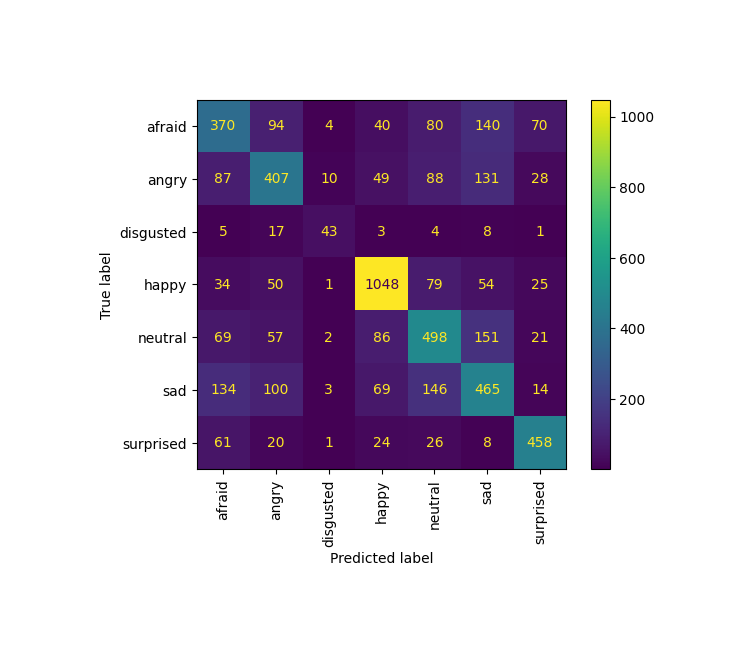 True label
afraid 370 94 4 40 80 140 70
angry 87 407 10 49 88 131 28
disgusted 5 17 43 3 4 8 1
happy 34 50 1 1048 79 54 25
neutral 69 57 2 86 498 151 21
sad 134 100 3 69 146 465 14
surprised 61 20 1 24 26 8 458
afraid angry disgusted happy neutral sad surprised
Predicted label
1000
800
600
400
200